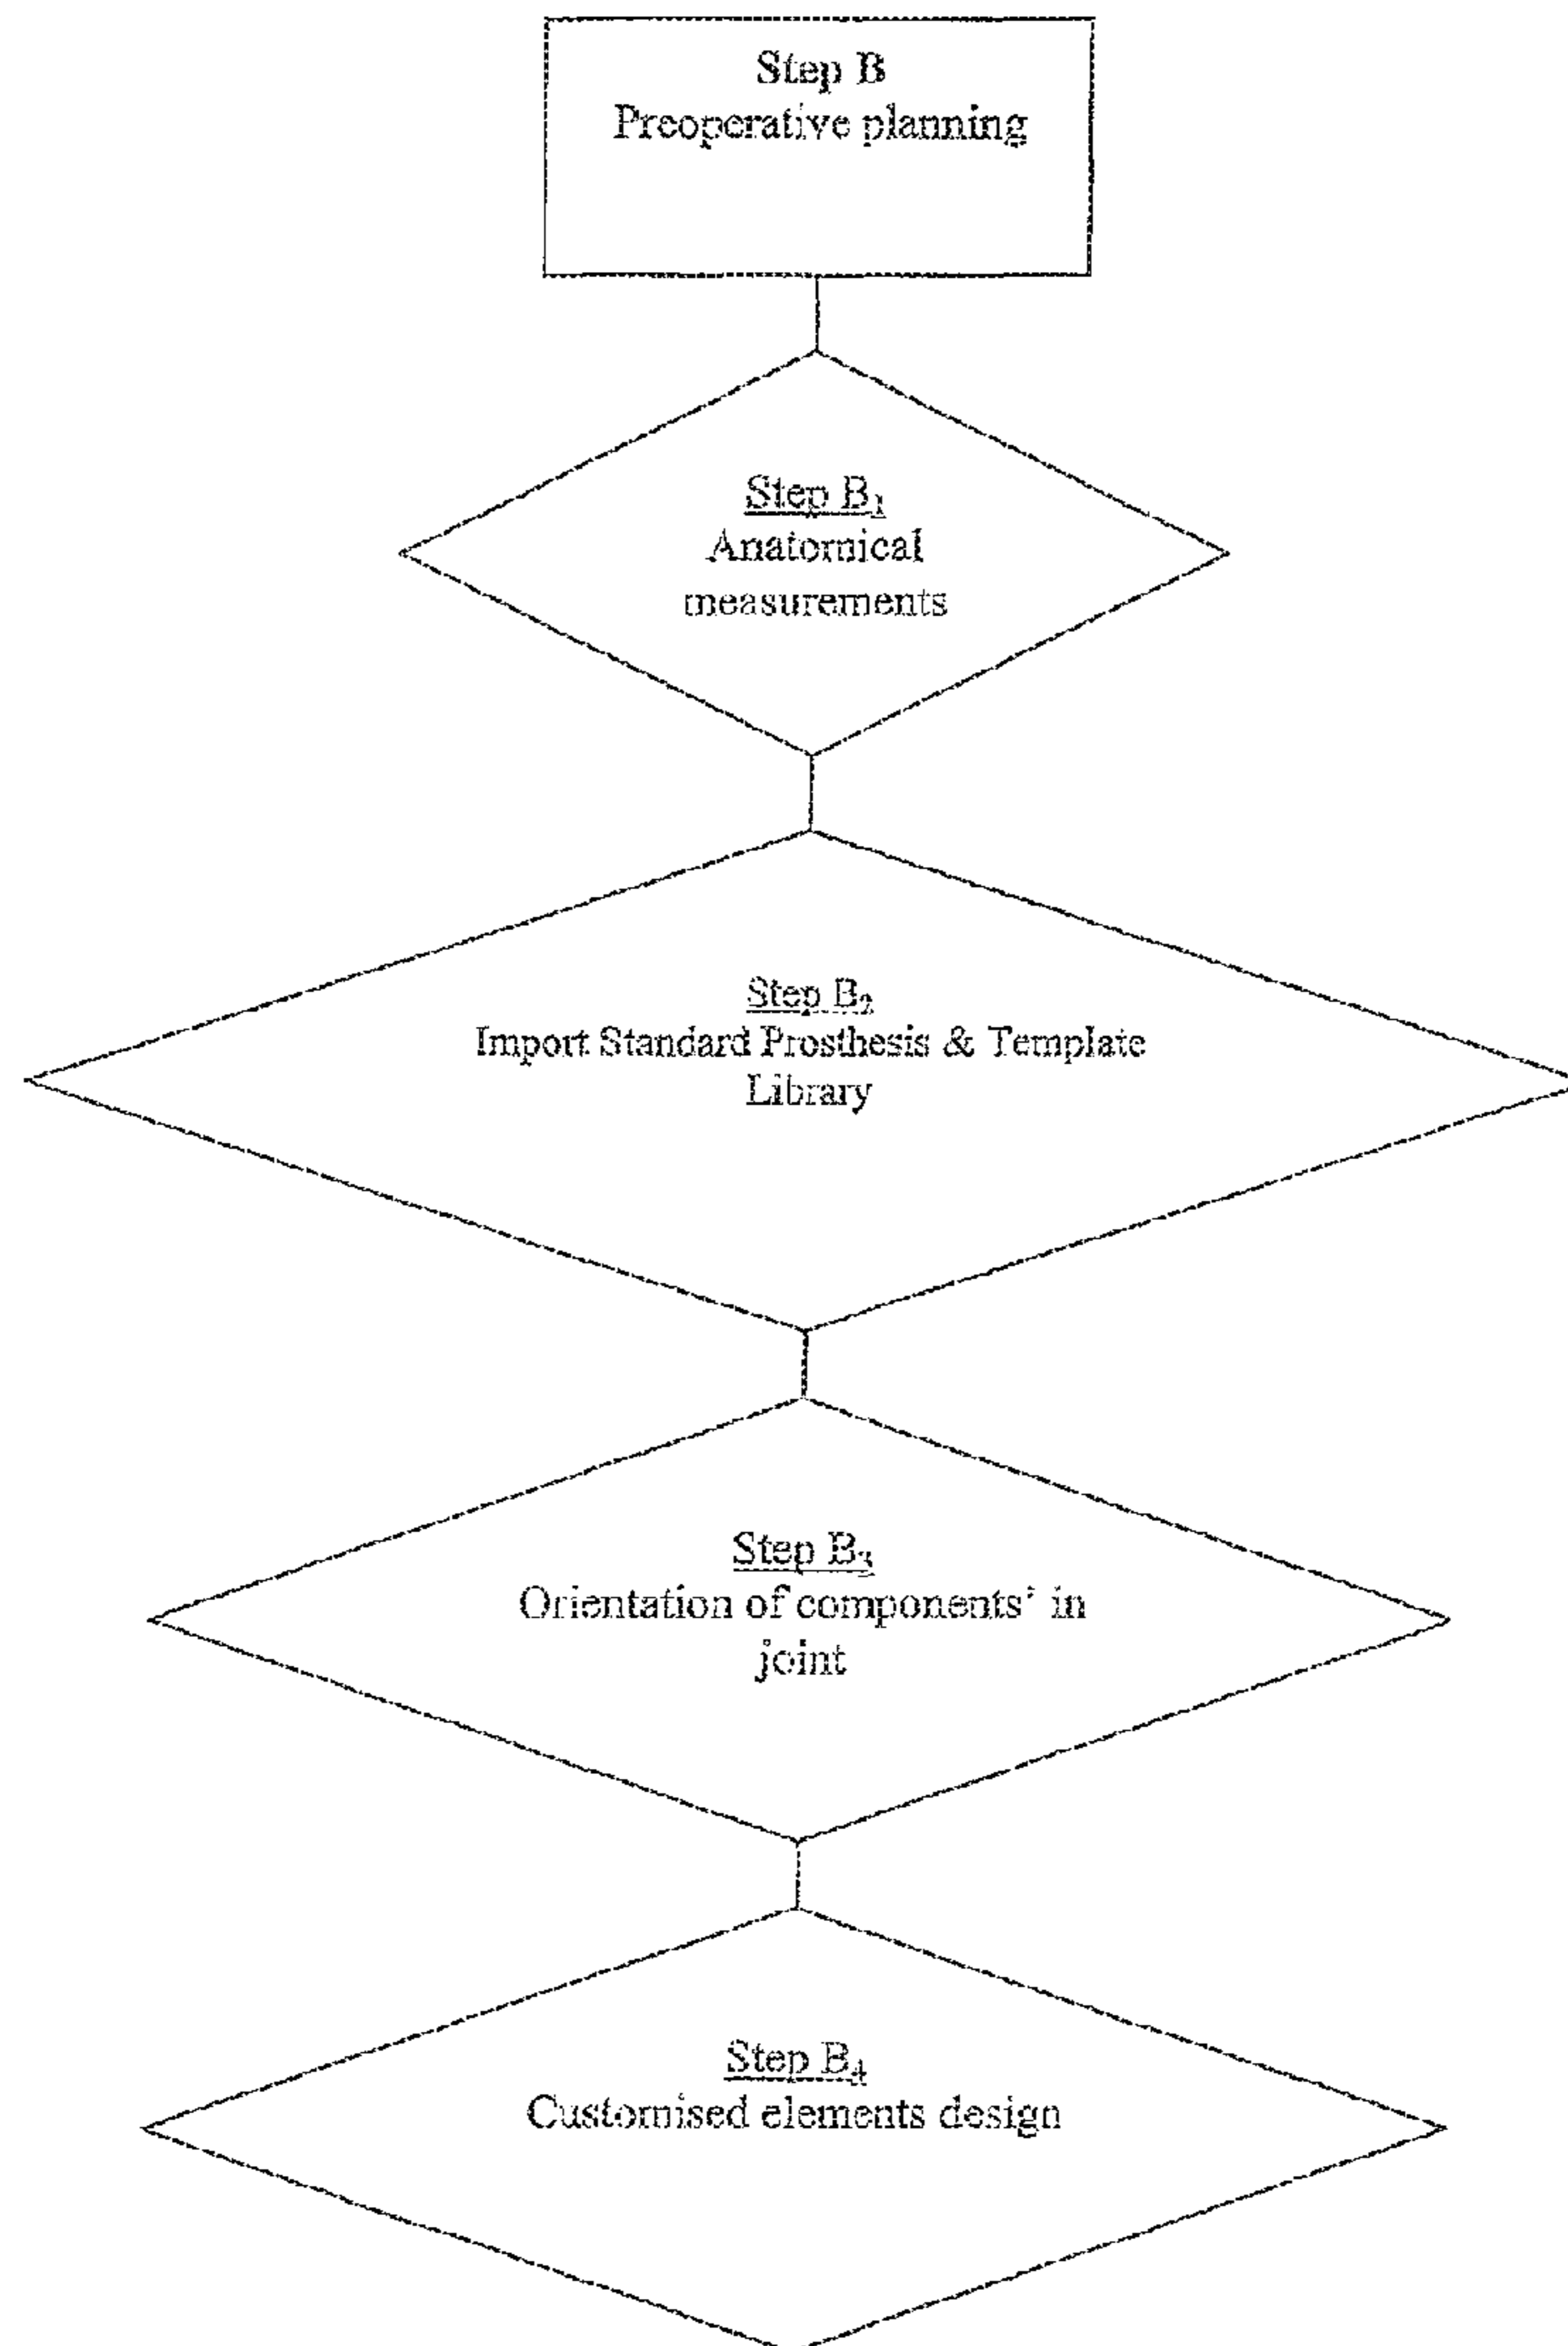 Step B
Preoperative planning
Step B₁
Anatomical
measurements
Step B₂
Import Standard Prosthesis & Template
Library
Step B₃
Orientation of components' in
joint
Step B₄
Customised elements design